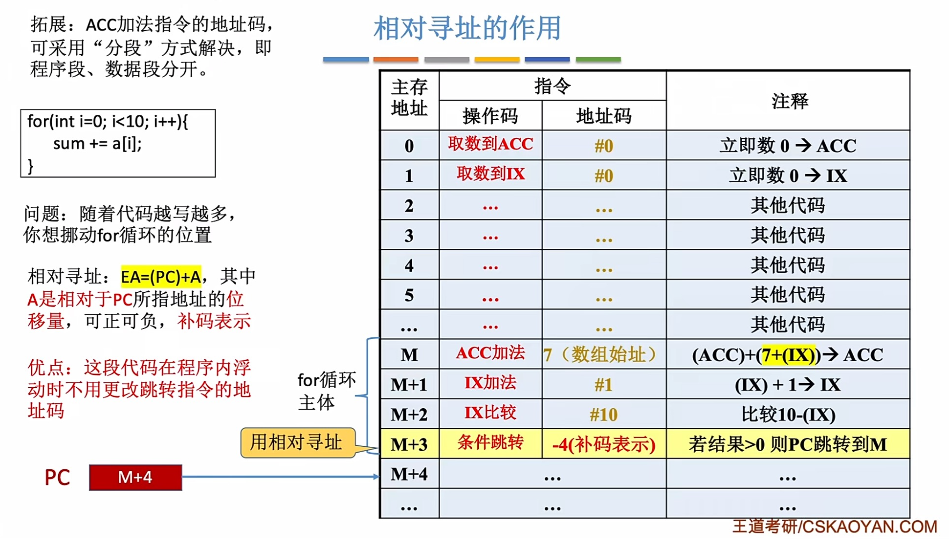 拓展：ACC加法指令的地址码，
可采用“分段”方式解决，即
程序段、数据段分开。
相对寻址的作用
for(int i=0; i<10; i++){
sum += a[i];
}
问题：随着代码越写越多，
你想挪动for循环的位置
相对寻址：EA=(PC)+A，其中
A是相对于PC所指地址的位
移量，可正可负，补码表示
优点：这段代码在程序内浮
动时不用更改跳转指令的地
址码
for循环
主体
用相对寻址
PC
M+4
主存
地址
指令
注释
操作码 地址码
0 取数到ACC #0 立即数 0 → ACC
1 取数到IX #0 立即数 0 → IX
2 … … 其他代码
3 … … 其他代码
4 … … 其他代码
5 … … 其他代码
… … … 其他代码
M ACC加法 7（数组始址） (ACC)+(7+(IX))→ ACC
M+1 IX加法 #1 (IX) + 1→ IX
M+2 IX比较 #10 比较10-(IX)
M+3 条件跳转 -4(补码表示) 若结果>0 则PC跳转到M
M+4 … …
… … …
王道考研/CSKAOYAN.COM